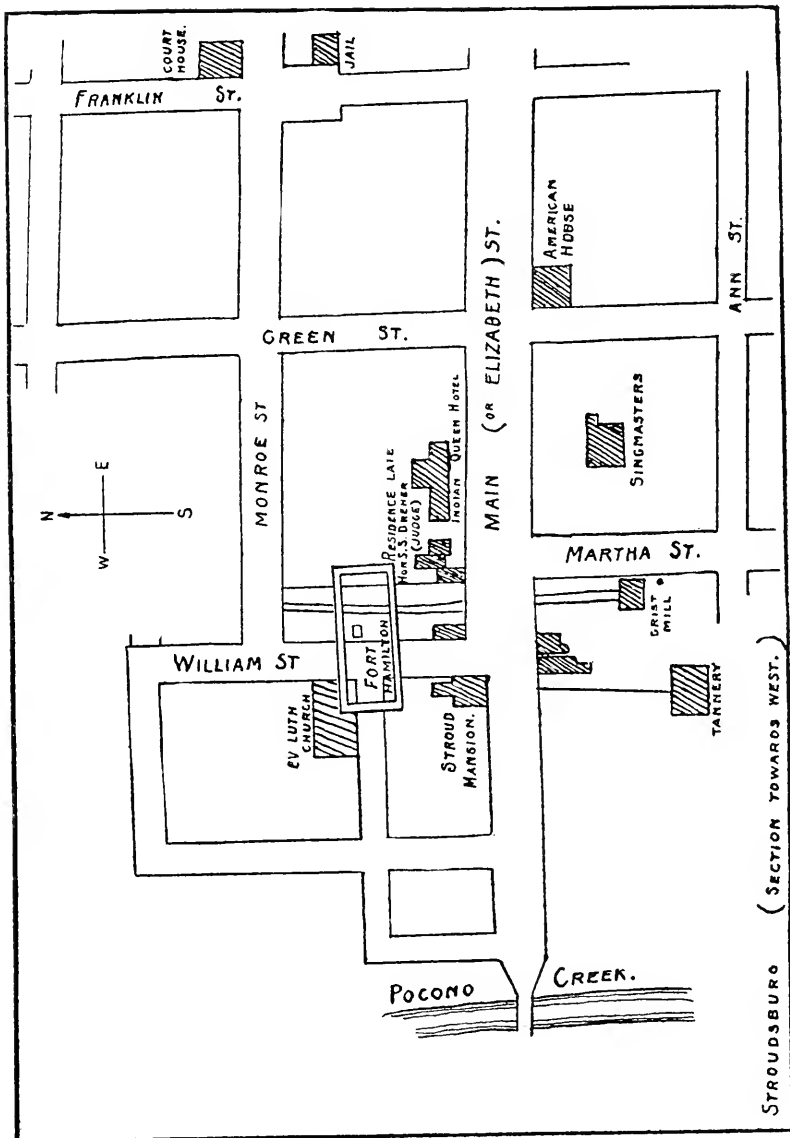 COURT
HOUSE.
JAIL
FRANKLIN ST.
GREEN ST.
MONROE ST
MAIN (OR ELIZABETH) ST.
AMERICAN
HOBSE
ANN ST.
N
E
S
W
RESIDENCE LATE
HON. S. S. DREHER
(JUDGE)
INDIAN QUEEN HOTEL
SINGMASTERS
MARTHA ST.
WILLIAM ST
FORT
HAMILTON
EV LUTH
CHURCH
STROUD
MANSION.
GRIST
MILL
TANNERY
POCONO CREEK.
STROUDSBURG (SECTION TOWARDS WEST.)